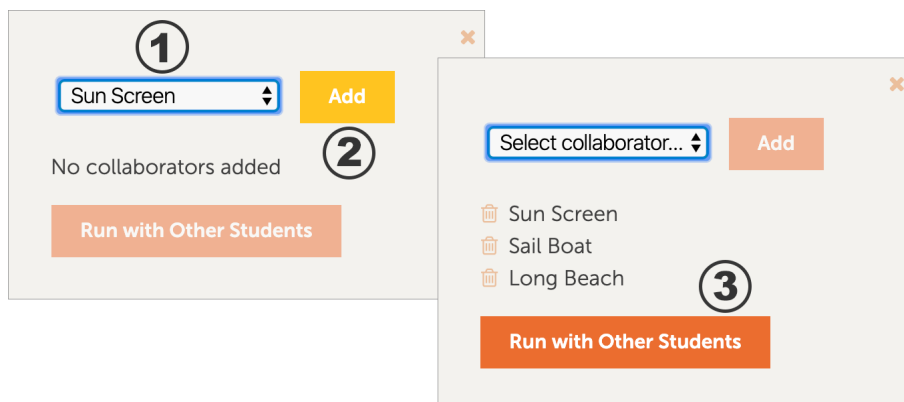 1
Sun Screen
Add
2
No collaborators added
Run with Other Students
Select collaborator...
Add
Sun Screen
Sail Boat
Long Beach
3
Run with Other Students